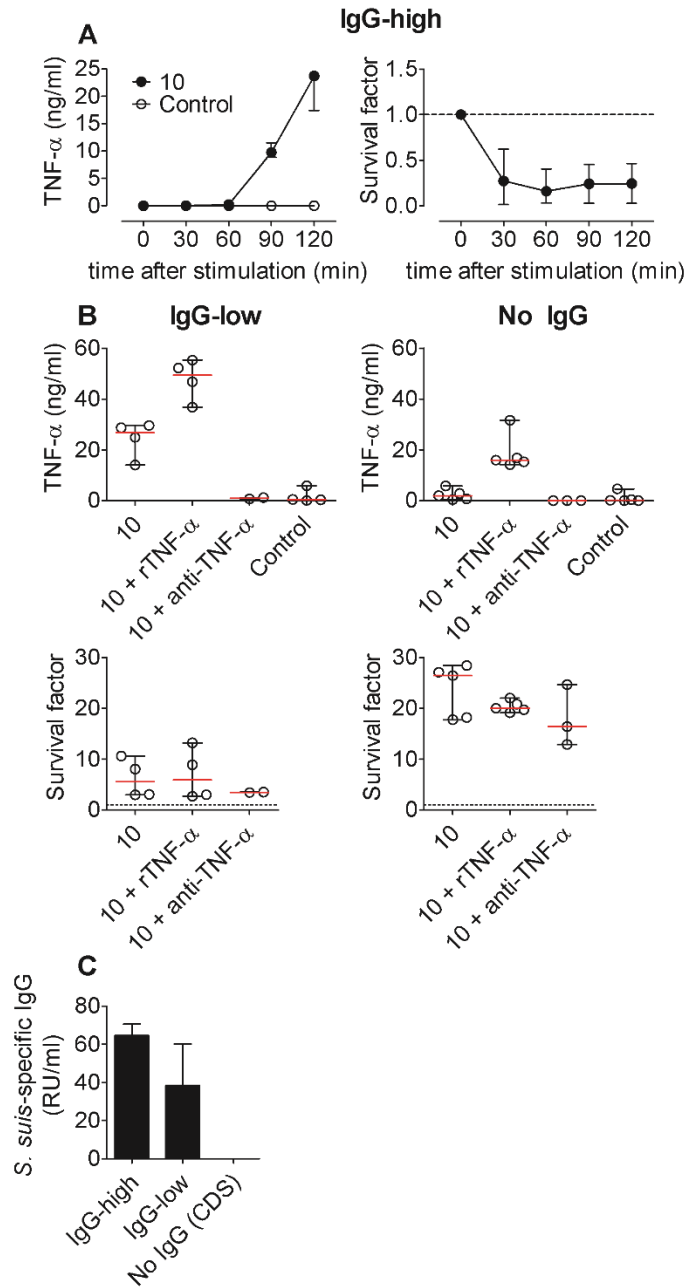 IgG-high
A
TNF-α (ng/ml)
25
20
15
10
5
0
10
Control
0 30 60 90 120
time after stimulation (min)
Survival factor
1.5
1.0
0.5
0.0
0 30 60 90 120
time after stimulation (min)
B
IgG-low
TNF-α (ng/ml)
60
40
20
0
10
10 + rTNF-α
10 + anti-TNF-α
Control
No IgG
TNF-α (ng/ml)
60
40
20
0
10
10 + rTNF-α
10 + anti-TNF-α
Control
Survival factor
30
20
10
0
10
10 + rTNF-α
10 + anti-TNF-α
Survival factor
30
20
10
0
10
10 + rTNF-α
10 + anti-TNF-α
C
S. suis-specific IgG
(RU/ml)
80
60
40
20
0
IgG-high
IgG-low
No IgG (CDS)